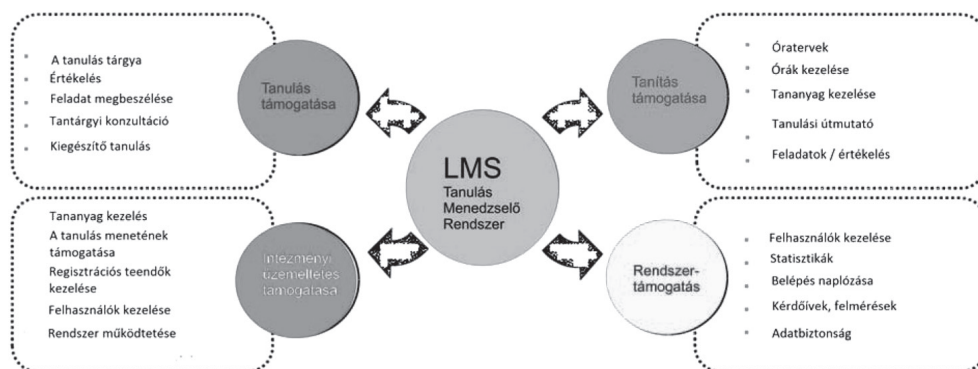 A tanulás tárgya
Értékelés
Feladat megbeszélése
Tantárgyi konzultáció
Kiegészítő tanulás
Tanulás
támogatása
Tanítás
támogatása
Óratervek
Órák kezelése
Tananyag kezelése
Tanulási útmutató
Feladatok / értékelés
LMS
Tanulás
Menedzselő
Rendszer
Tananyag kezelés
A tanulás menetének
támogatása
Regisztrációs teendők
kezelése
Felhasználók kezelése
Rendszer működtetése
Intézményi
üzemeltetés
támogatása
Rendszer-
támogatás
Felhasználók kezelése
Statisztikák
Belépés naplózása
Kérdőívek, felmérések
Adatbiztonság